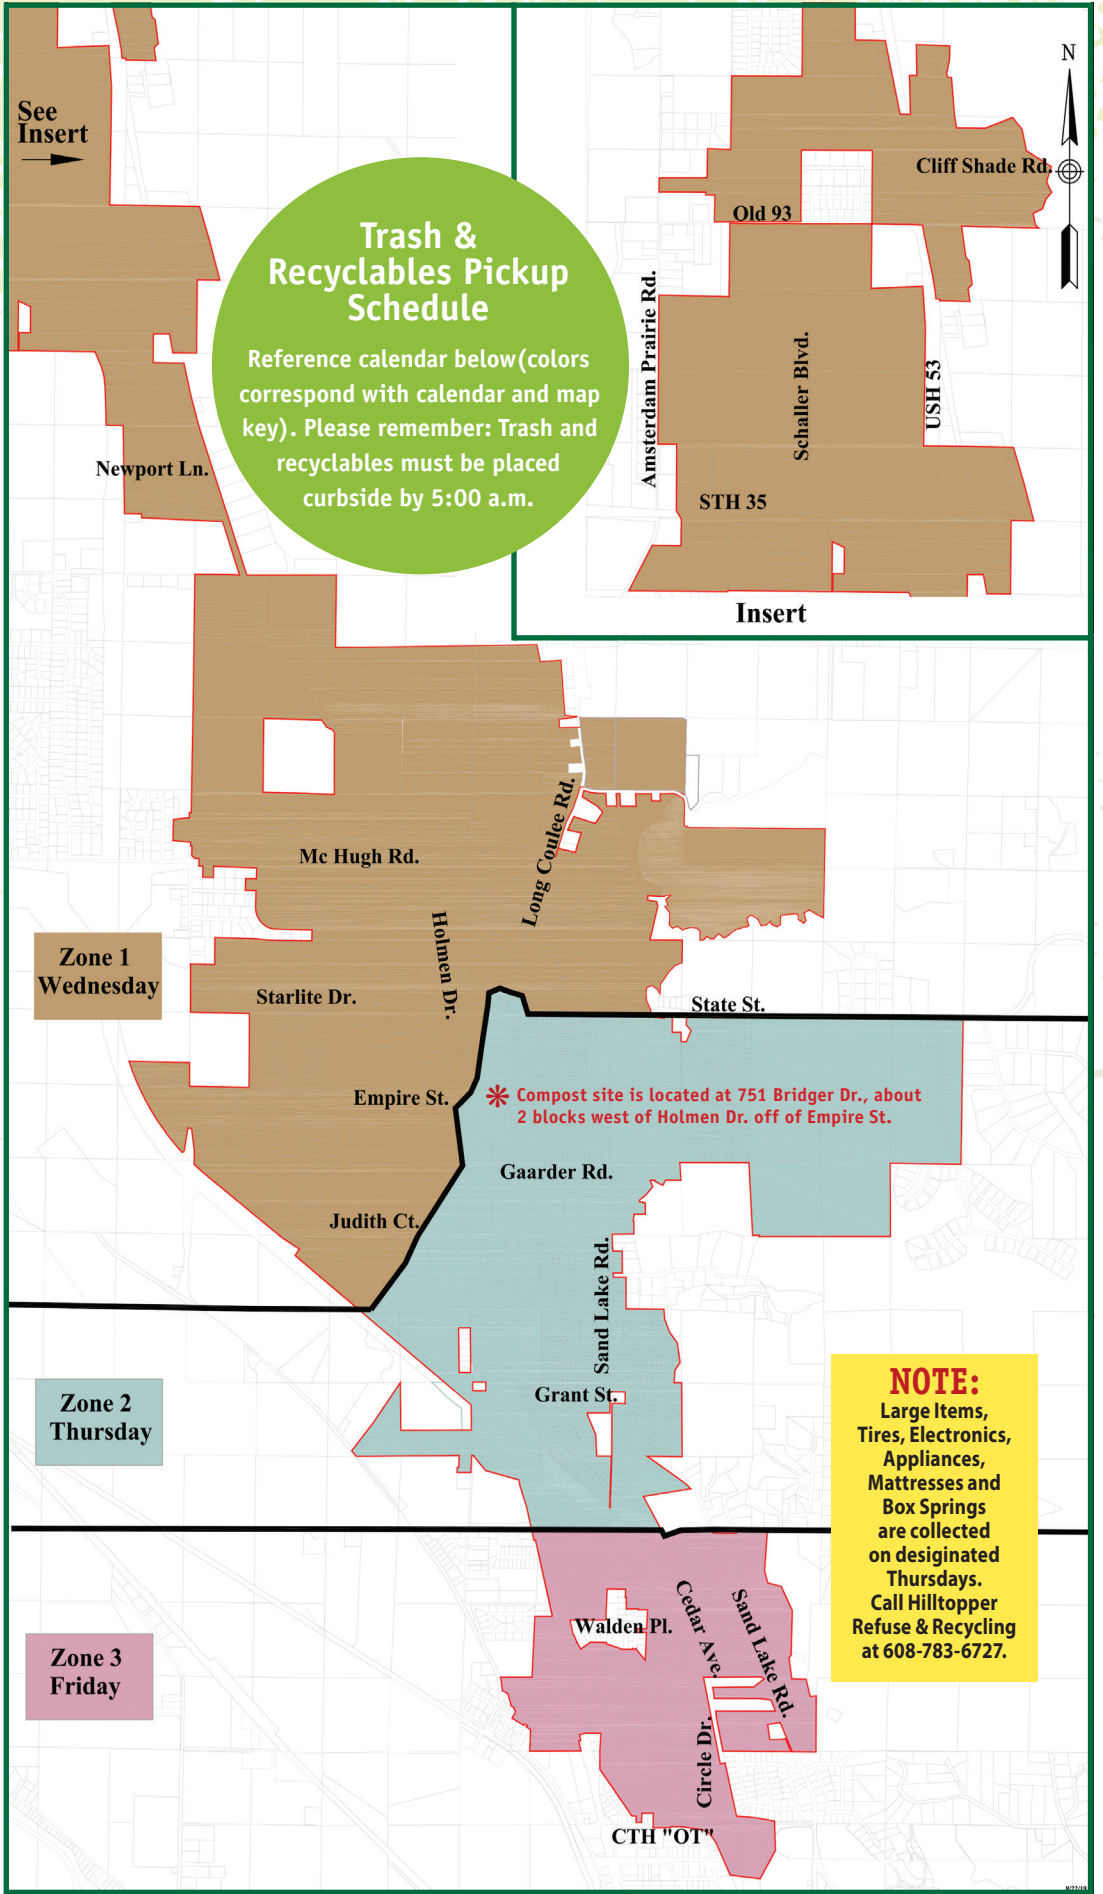 See
Insert
Trash &
Recyclables Pickup
Schedule
Reference calendar below(colors
correspond with calendar and map
key). Please remember: Trash and
recyclables must be placed
curbside by 5:00 a.m.
N
Cliff Shade Rd.
Old 93
Amsterdam Prairie Rd.
Schaller Blvd.
USH 53
STH 35
Insert
Newport Ln.
Long Coulee Rd.
Mc Hugh Rd.
Holmen Dr.
Zone 1
Wednesday
Starlite Dr.
State St.
Empire St.
* Compost site is located at 751 Bridger Dr., about
2 blocks west of Holmen Dr. off of Empire St.
Gaarder Rd.
Judith Ct.
Sand Lake Rd.
Grant St.
Zone 2
Thursday
NOTE:
Large Items,
Tires, Electronics,
Appliances,
Mattresses and
Box Springs
are collected
on desiginated
Thursdays.
Call Hilltopper
Refuse & Recycling
at 608-783-6727.
Walden Pl.
Cedar Ave.
Sand Lake Rd.
Zone 3
Friday
Circle Dr.
CTH "OT"
8/27/19